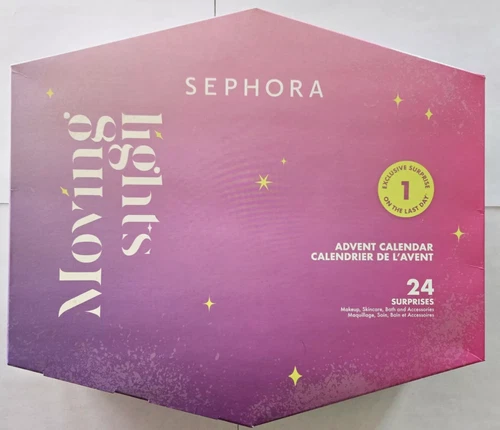 SEPHORA
Moving
lights
EXCLUSIVE SURPRISE
1
ON THE LAST DAY
ADVENT CALENDAR
CALENDRIER DE L'AVENT
24
SURPRISES
Makeup, Skincare, Bath and Accessories
Maquillage, Soin, Bain et Accessoires